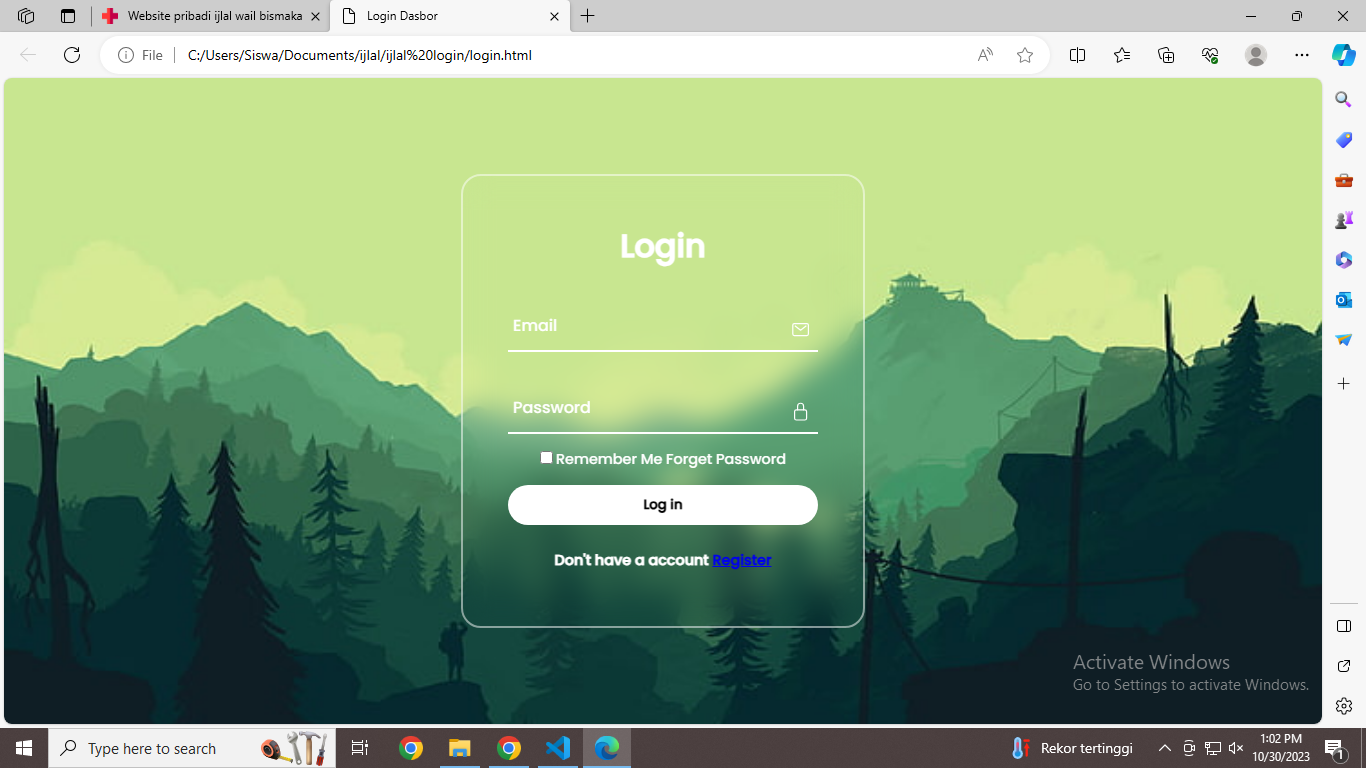 Website pribadi ijlal wail bismaka
Login Dasbor
File
C:/Users/Siswa/Documents/ijlal/ijlal%20login/login.html
Login
Email
Password
Remember Me Forget Password
Log in
Don't have a account Register
Activate Windows
Go to Settings to activate Windows.
Type here to search
Rekor tertinggi
1:02 PM
10/30/2023
1